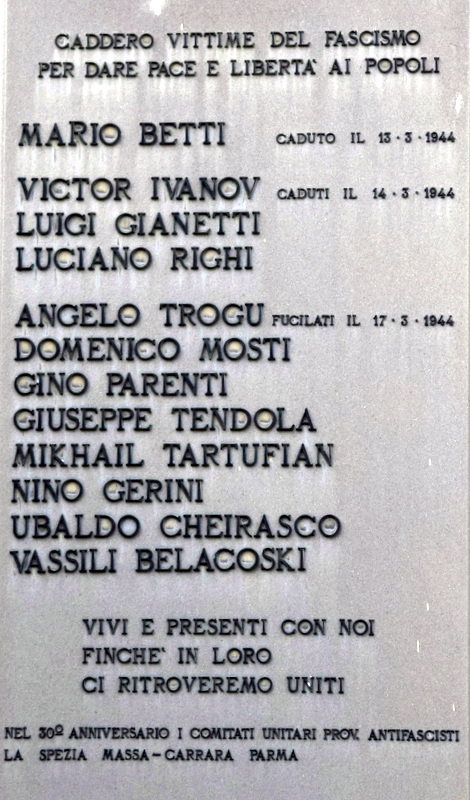 CADDERO VITTIME DEL FASCISMO
PER DARE PACE E LIBERTA' AI POPOLI
MARIO BETTI CADUTO IL 13·3·1944
VICTOR IVANOV CADUTI IL 14·3·1944
LUIGI GIANETTI
LUCIANO RIGHI
ANGELO TROGU FUCILATI IL 17·3·1944
DOMENICO MOSTI
GINO PARENTI
GIUSEPPE TENDOLA
MIKHAIL TARTUFIAN
NINO GERINI
UBALDO CHEIRASCO
VASSILI BELACOSKI
VIVI E PRESENTI CON NOI
FINCHE' IN LORO
CI RITROVEREMO UNITI
NEL 30º ANNIVERSARIO I COMITATI UNITARI PROV. ANTIFASCISTI
LA SPEZIA MASSA-CARRARA PARMA